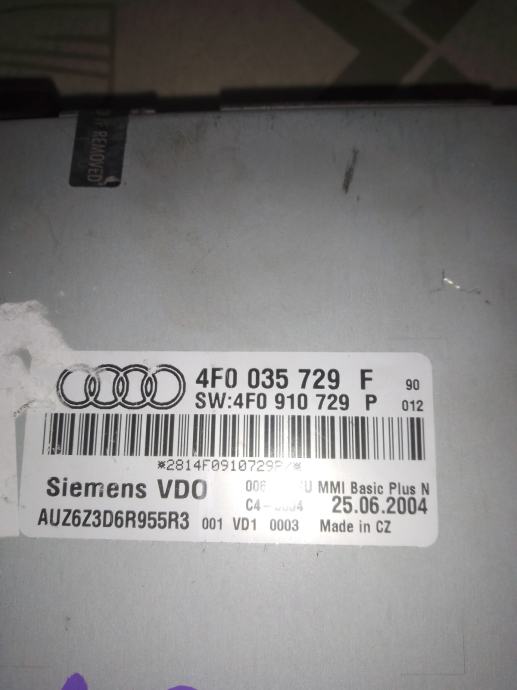 REMOVED
4F0 035 729 F 90
SW:4F0 910 729 P 012
Siemens VDO MMI Basic Plus N
25.06.2004
AUZ6Z3D6R955R3 001 VD1 0003 Made in CZ